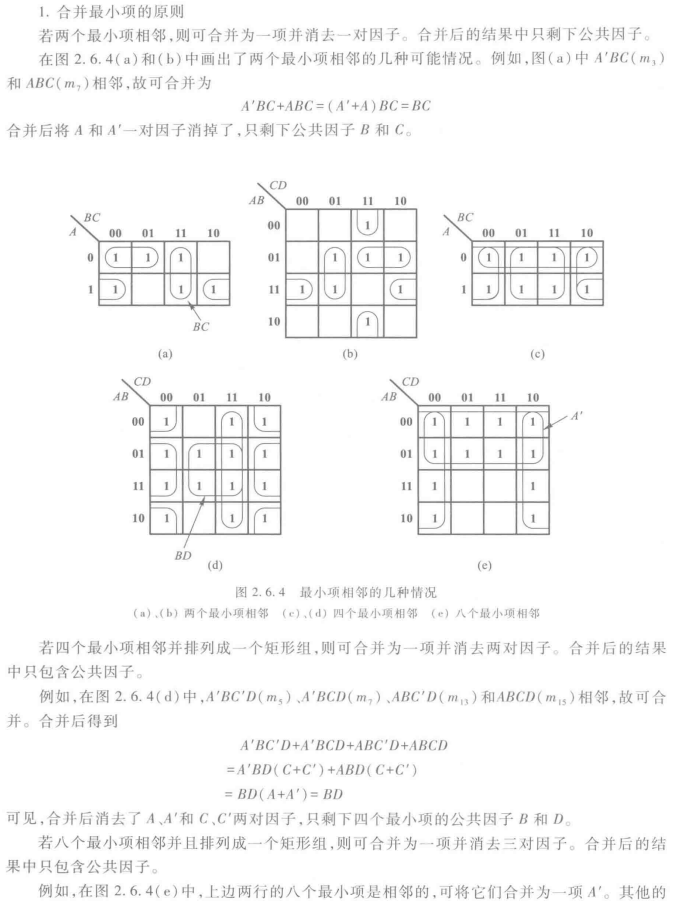 1. 合并最小项的原则
若两个最小项相邻,则可合并为一项并消去一对因子。合并后的结果中只剩下公共因子。
在图 2.6.4(a)和(b)中画出了两个最小项相邻的几种可能情况。例如,图(a)中 A′BC(m₃)
和 ABC(m₇)相邻,故可合并为
A′BC+ABC=(A′+A)BC=BC
合并后将 A 和 A′一对因子消掉了,只剩下公共因子 B 和 C。
BC
A
00 01 11 10
0 1 1 1
1 1 1 1
BC
(a)
CD
AB
00 01 11 10
00 1
01 1 1 1
11 1 1 1
10 1
(b)
BC
A
00 01 11 10
0 1 1 1 1
1 1 1 1 1
(c)
CD
AB
00 01 11 10
00 1 1 1
01 1 1 1 1
11 1 1 1 1
10 1 1 1
BD
(d)
CD
AB
00 01 11 10
00 1 1 1 1
01 1 1 1 1
11 1 1
10 1 1
A′
(e)
图 2.6.4 最小项相邻的几种情况
(a)、(b) 两个最小项相邻 (c)、(d) 四个最小项相邻 (e) 八个最小项相邻
若四个最小项相邻并排列成一个矩形组,则可合并为一项并消去两对因子。合并后的结果
中只包含公共因子。
例如,在图 2.6.4(d)中,A′BC′D(m₅)、A′BCD(m₇)、ABC′D(m₁₃)和ABCD(m₁₅)相邻,故可合
并。合并后得到
A′BC′D+A′BCD+ABC′D+ABCD
=A′BD(C+C′)+ABD(C+C′)
=BD(A+A′)=BD
可见,合并后消去了 A、A′和 C、C′两对因子,只剩下四个最小项的公共因子 B 和 D。
若八个最小项相邻并且排列成一个矩形组,则可合并为一项并消去三对因子。合并后的结
果中只包含公共因子。
例如,在图 2.6.4(e)中,上边两行的八个最小项是相邻的,可将它们合并为一项 A′。其他的